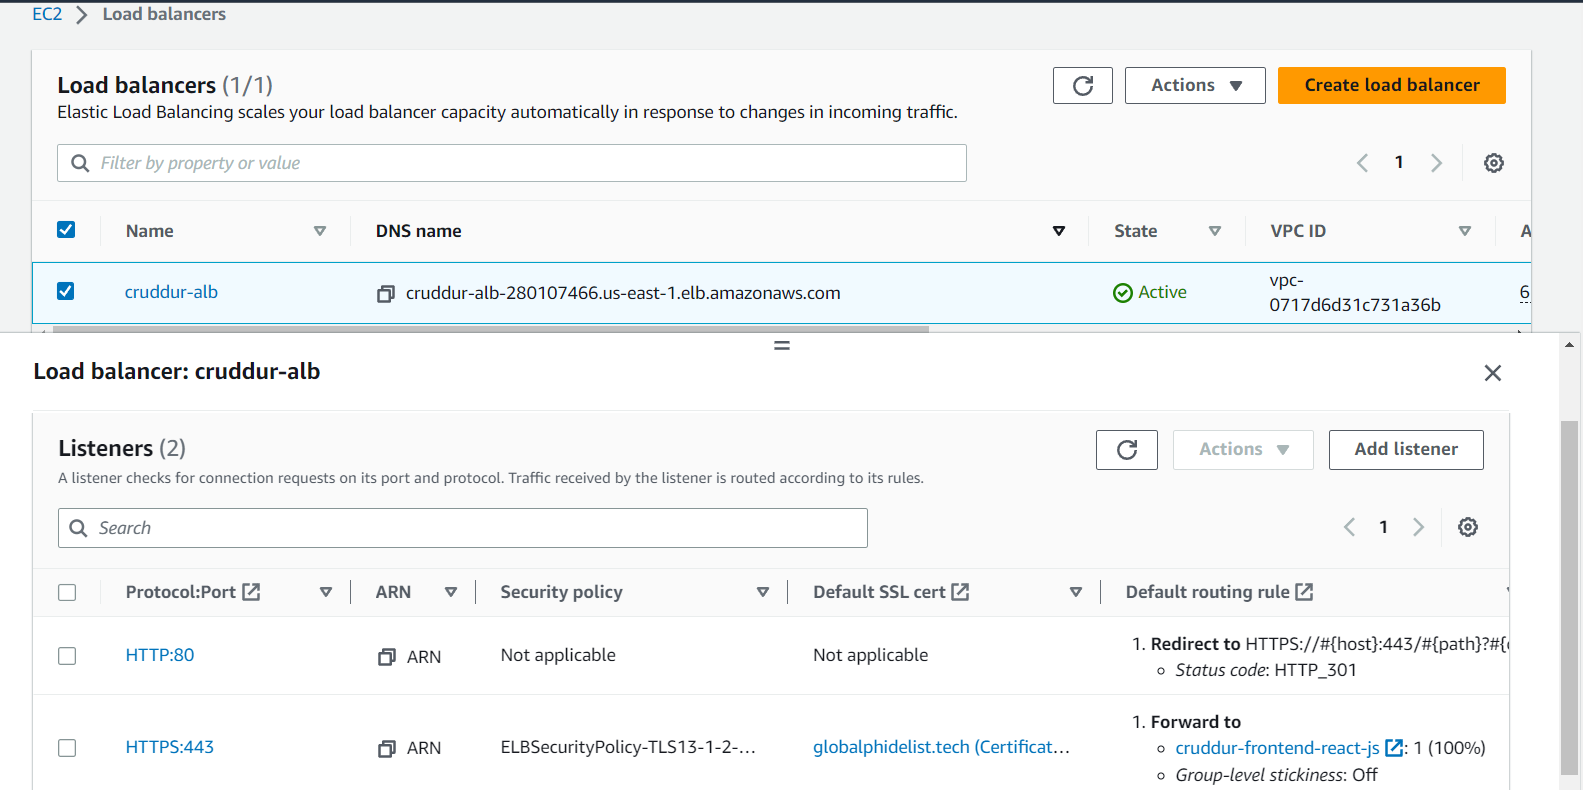 EC2 > Load balancers
Load balancers (1/1)
Elastic Load Balancing scales your load balancer capacity automatically in response to changes in incoming traffic.
Actions
Create load balancer
Filter by property or value
1
Name DNS name State VPC ID A
cruddur-alb cruddur-alb-280107466.us-east-1.elb.amazonaws.com Active vpc-
0717d6d31c731a36b 6
Load balancer: cruddur-alb
Listeners (2)
A listener checks for connection requests on its port and protocol. Traffic received by the listener is routed according to its rules.
Actions
Add listener
Search
1
Protocol:Port ARN Security policy Default SSL cert Default routing rule
HTTP:80 ARN Not applicable Not applicable 1. Redirect to HTTPS://#{host}:443/#{path}?#{
Status code: HTTP_301
HTTPS:443 ARN ELBSecurityPolicy-TLS13-1-2-... globalphidelist.tech (Certificat... 1. Forward to
cruddur-frontend-react-js : 1 (100%)
Group-level stickiness: Off